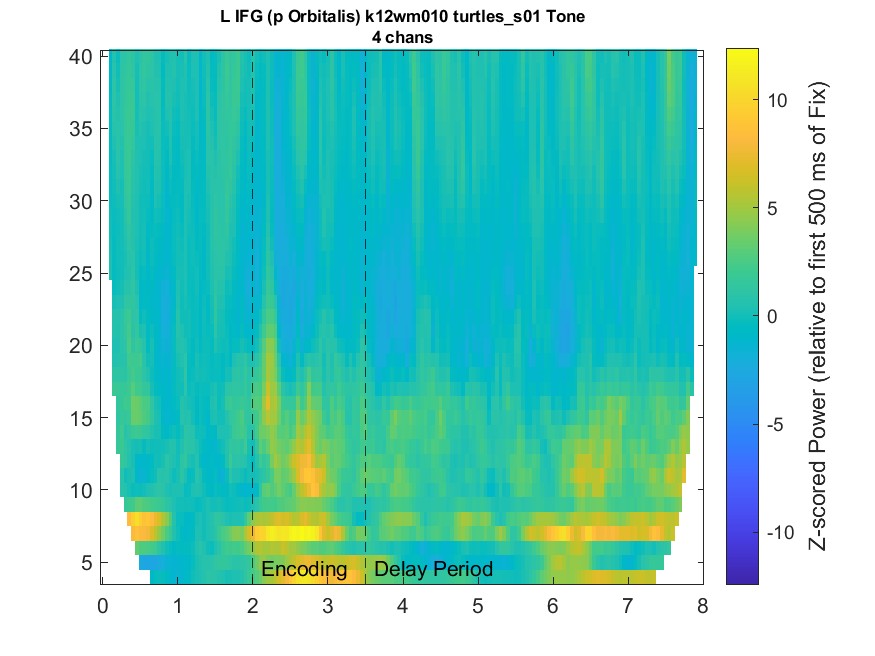 L IFG (p Orbitalis) k12wm010 turtles_s01 Tone
4 chans
40
35
30
25
20
15
10
5
Encoding
Delay Period
0 1 2 3 4 5 6 7 8
10
5
0
-5
-10
Z-scored Power (relative to first 500 ms of Fix)